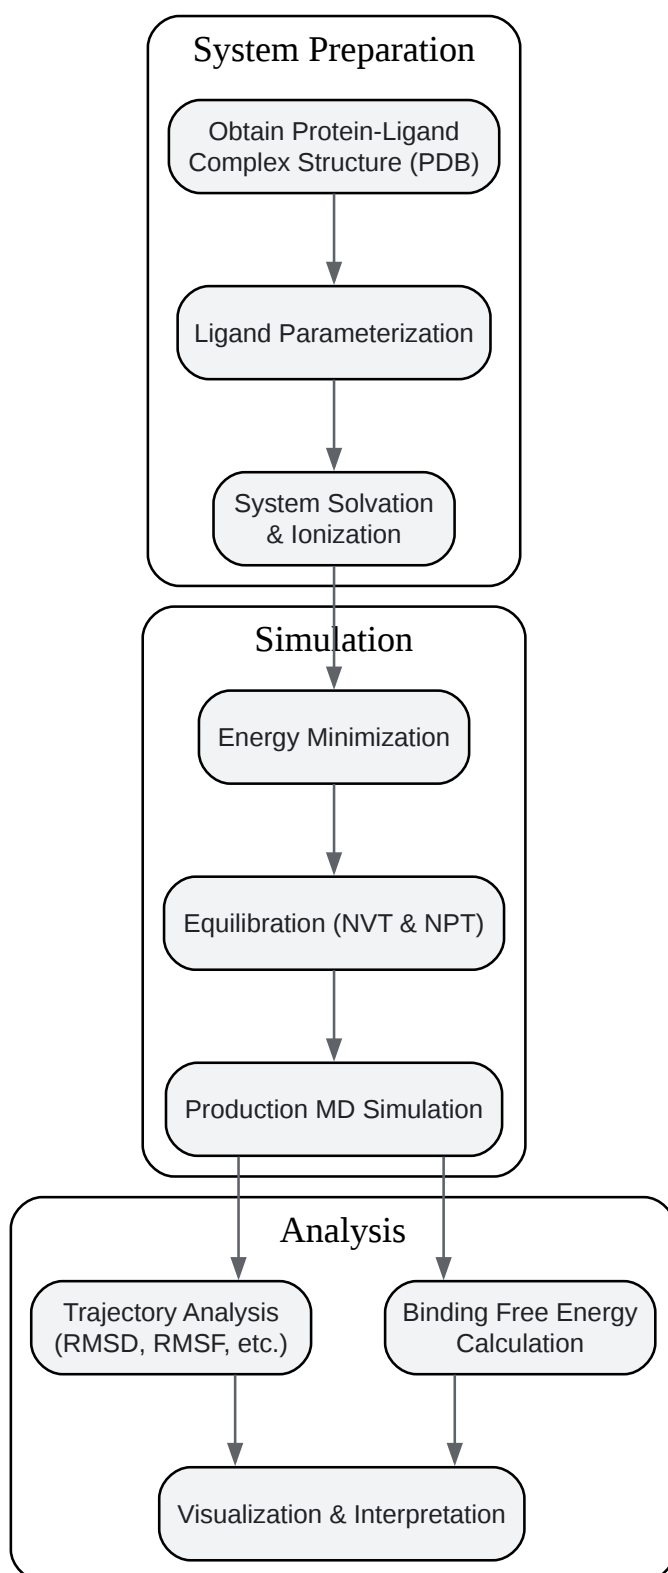 System Preparation
Obtain Protein-Ligand
Complex Structure (PDB)
Ligand Parameterization
System Solvation
& Ionization
Simulation
Energy Minimization
Equilibration (NVT & NPT)
Production MD Simulation
Analysis
Trajectory Analysis
(RMSD, RMSF, etc.)
Binding Free Energy
Calculation
Visualization & Interpretation